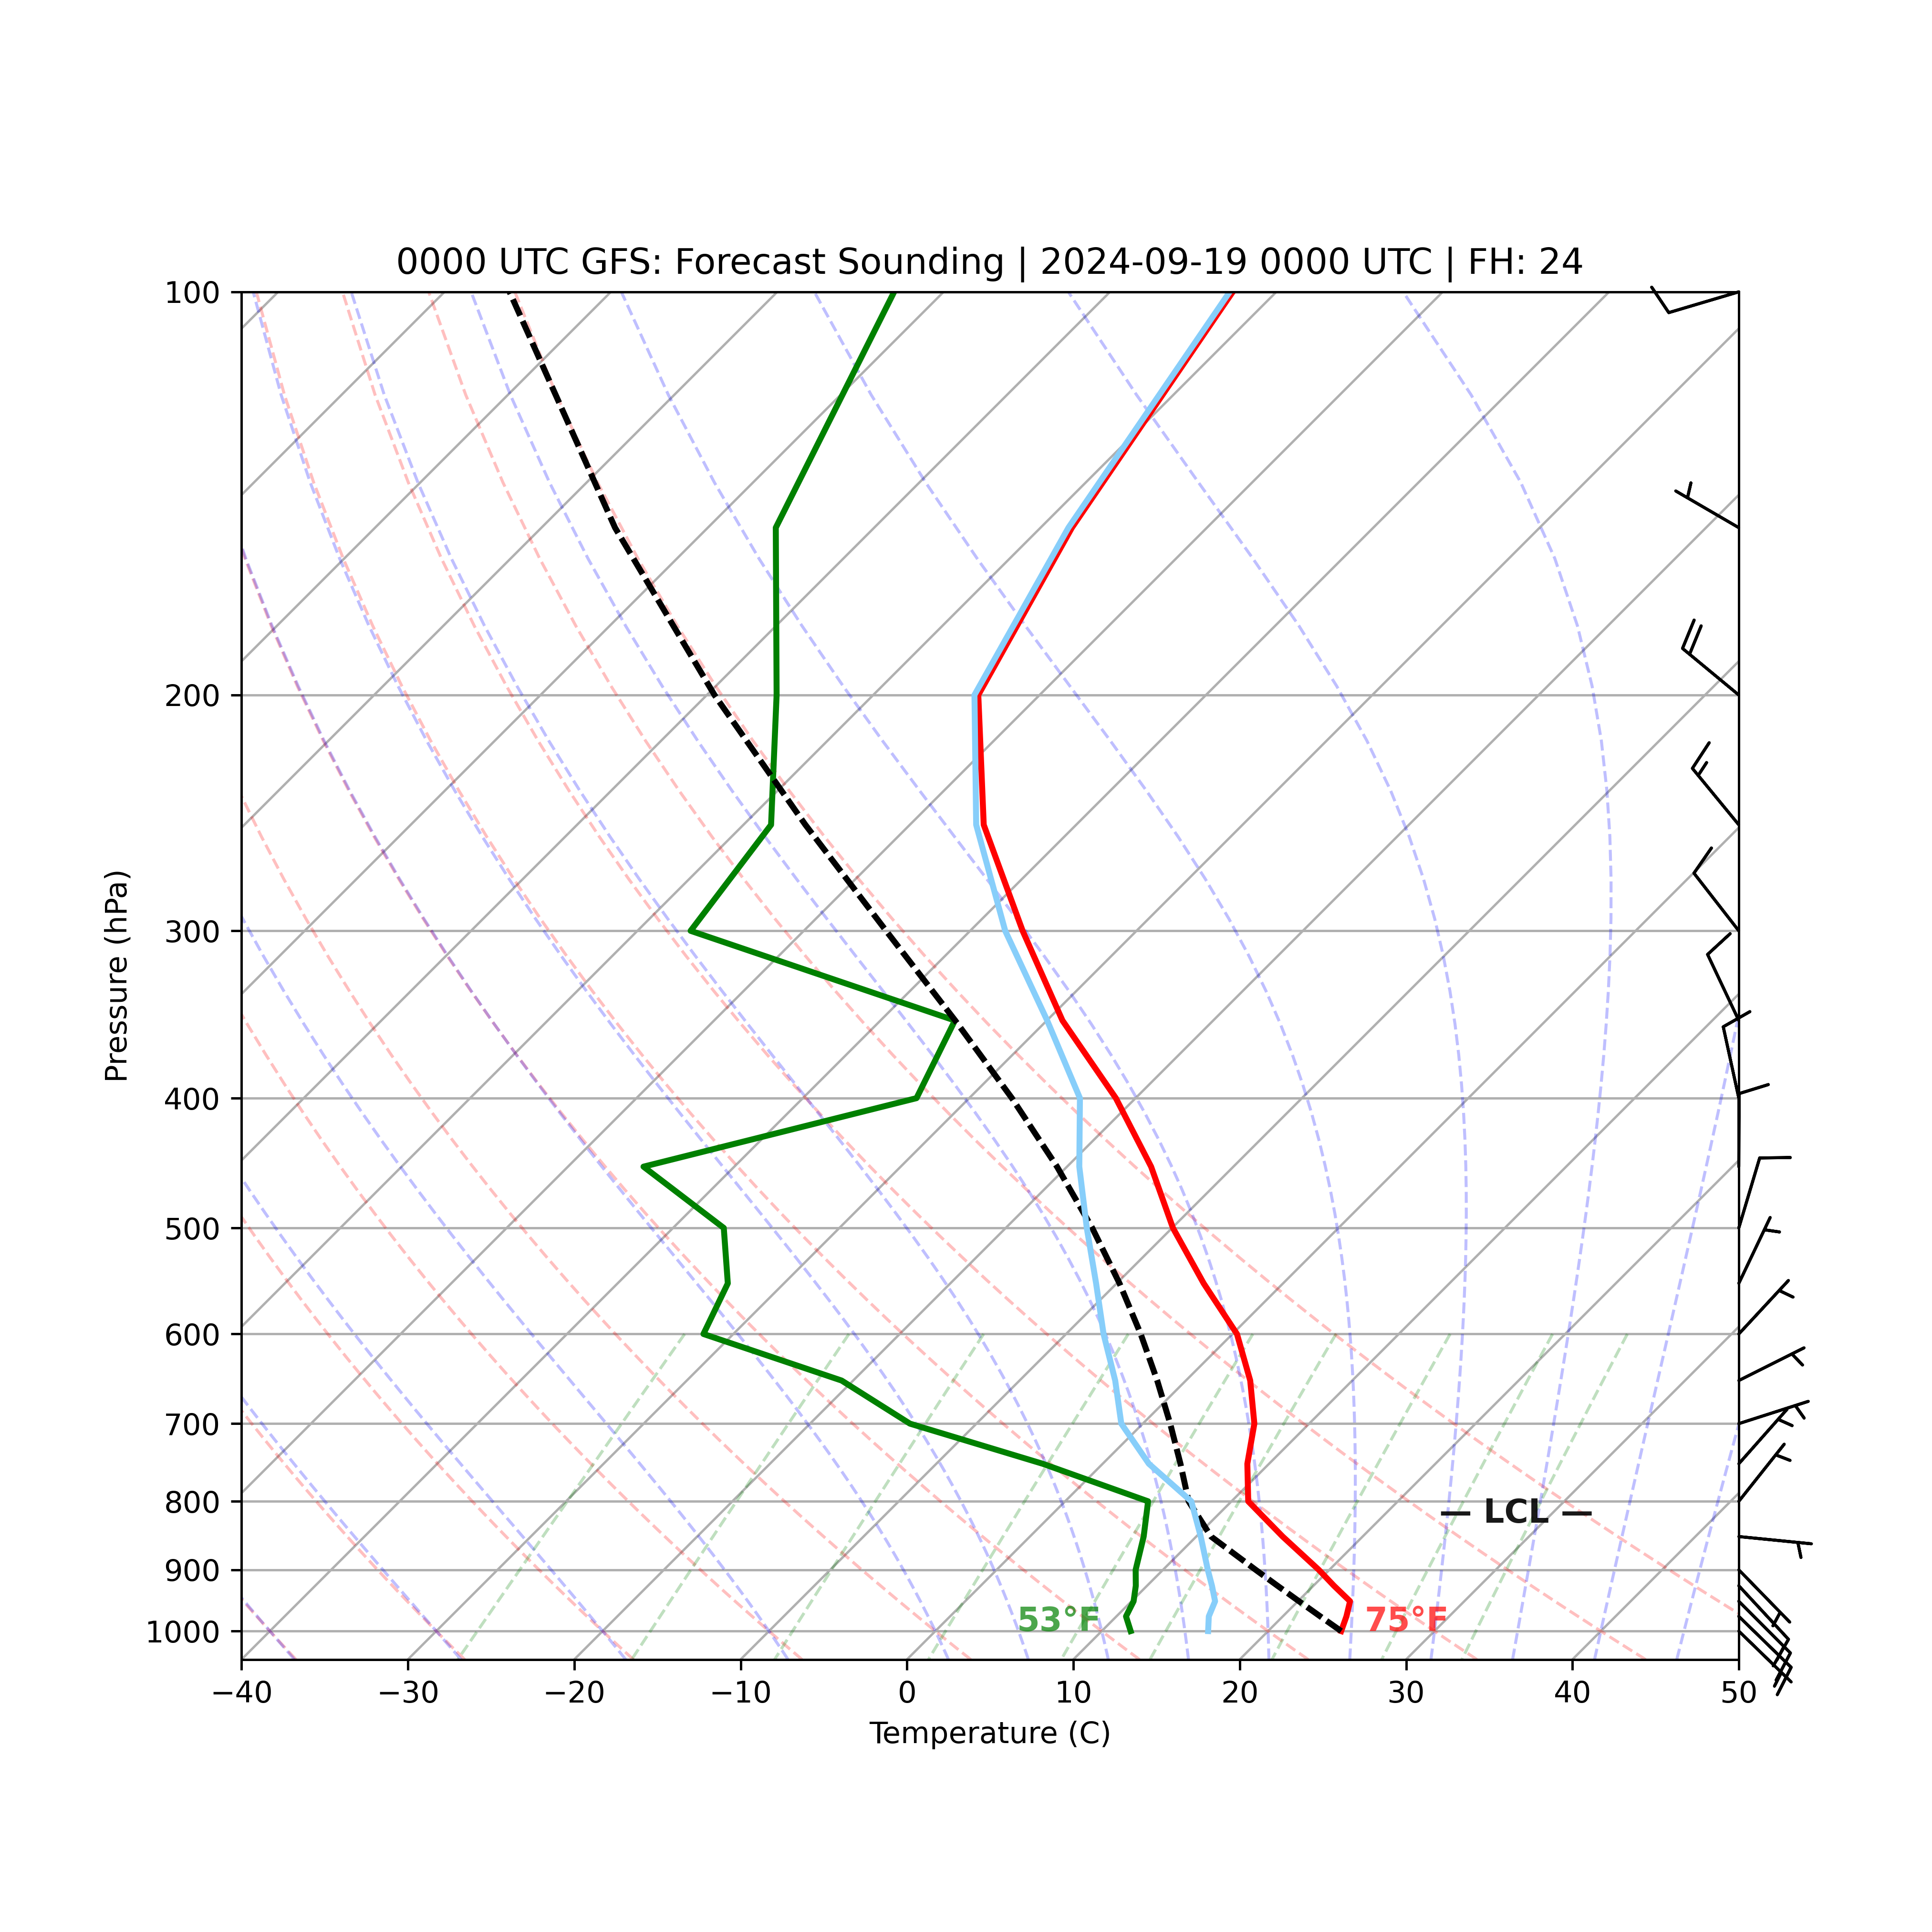 0000 UTC GFS: Forecast Sounding | 2024-09-19 0000 UTC | FH: 24
100
200
300
400
500
600
700
800
900
1000
Pressure (hPa)
LCL
53°F
75°F
−40 −30 −20 −10 0 10 20 30 40 50
Temperature (C)